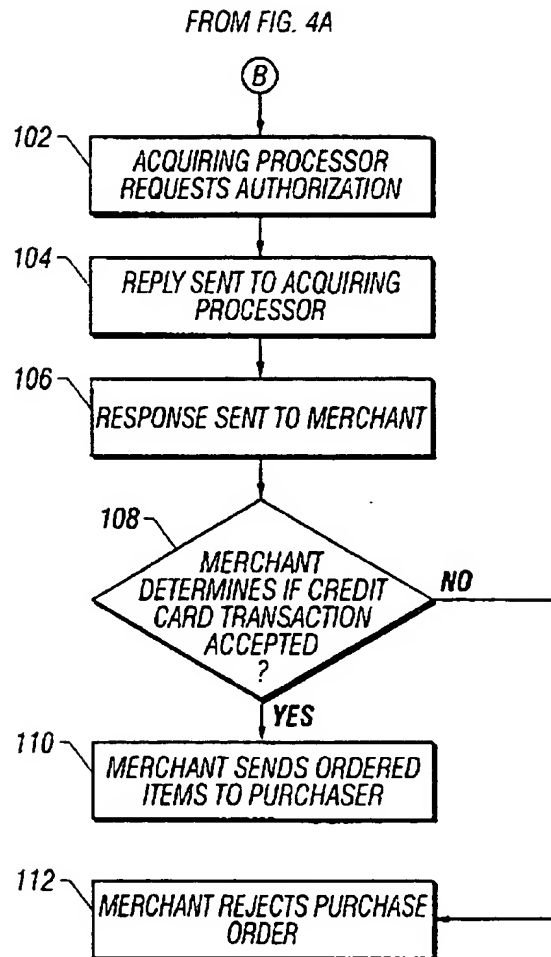 FROM FIG. 4A
B
102
ACQUIRING PROCESSOR
REQUESTS AUTHORIZATION
104
REPLY SENT TO ACQUIRING
PROCESSOR
106
RESPONSE SENT TO MERCHANT
108
MERCHANT
DETERMINES IF CREDIT
CARD TRANSACTION
ACCEPTED
?
NO
YES
110
MERCHANT SENDS ORDERED
ITEMS TO PURCHASER
112
MERCHANT REJECTS PURCHASE
ORDER